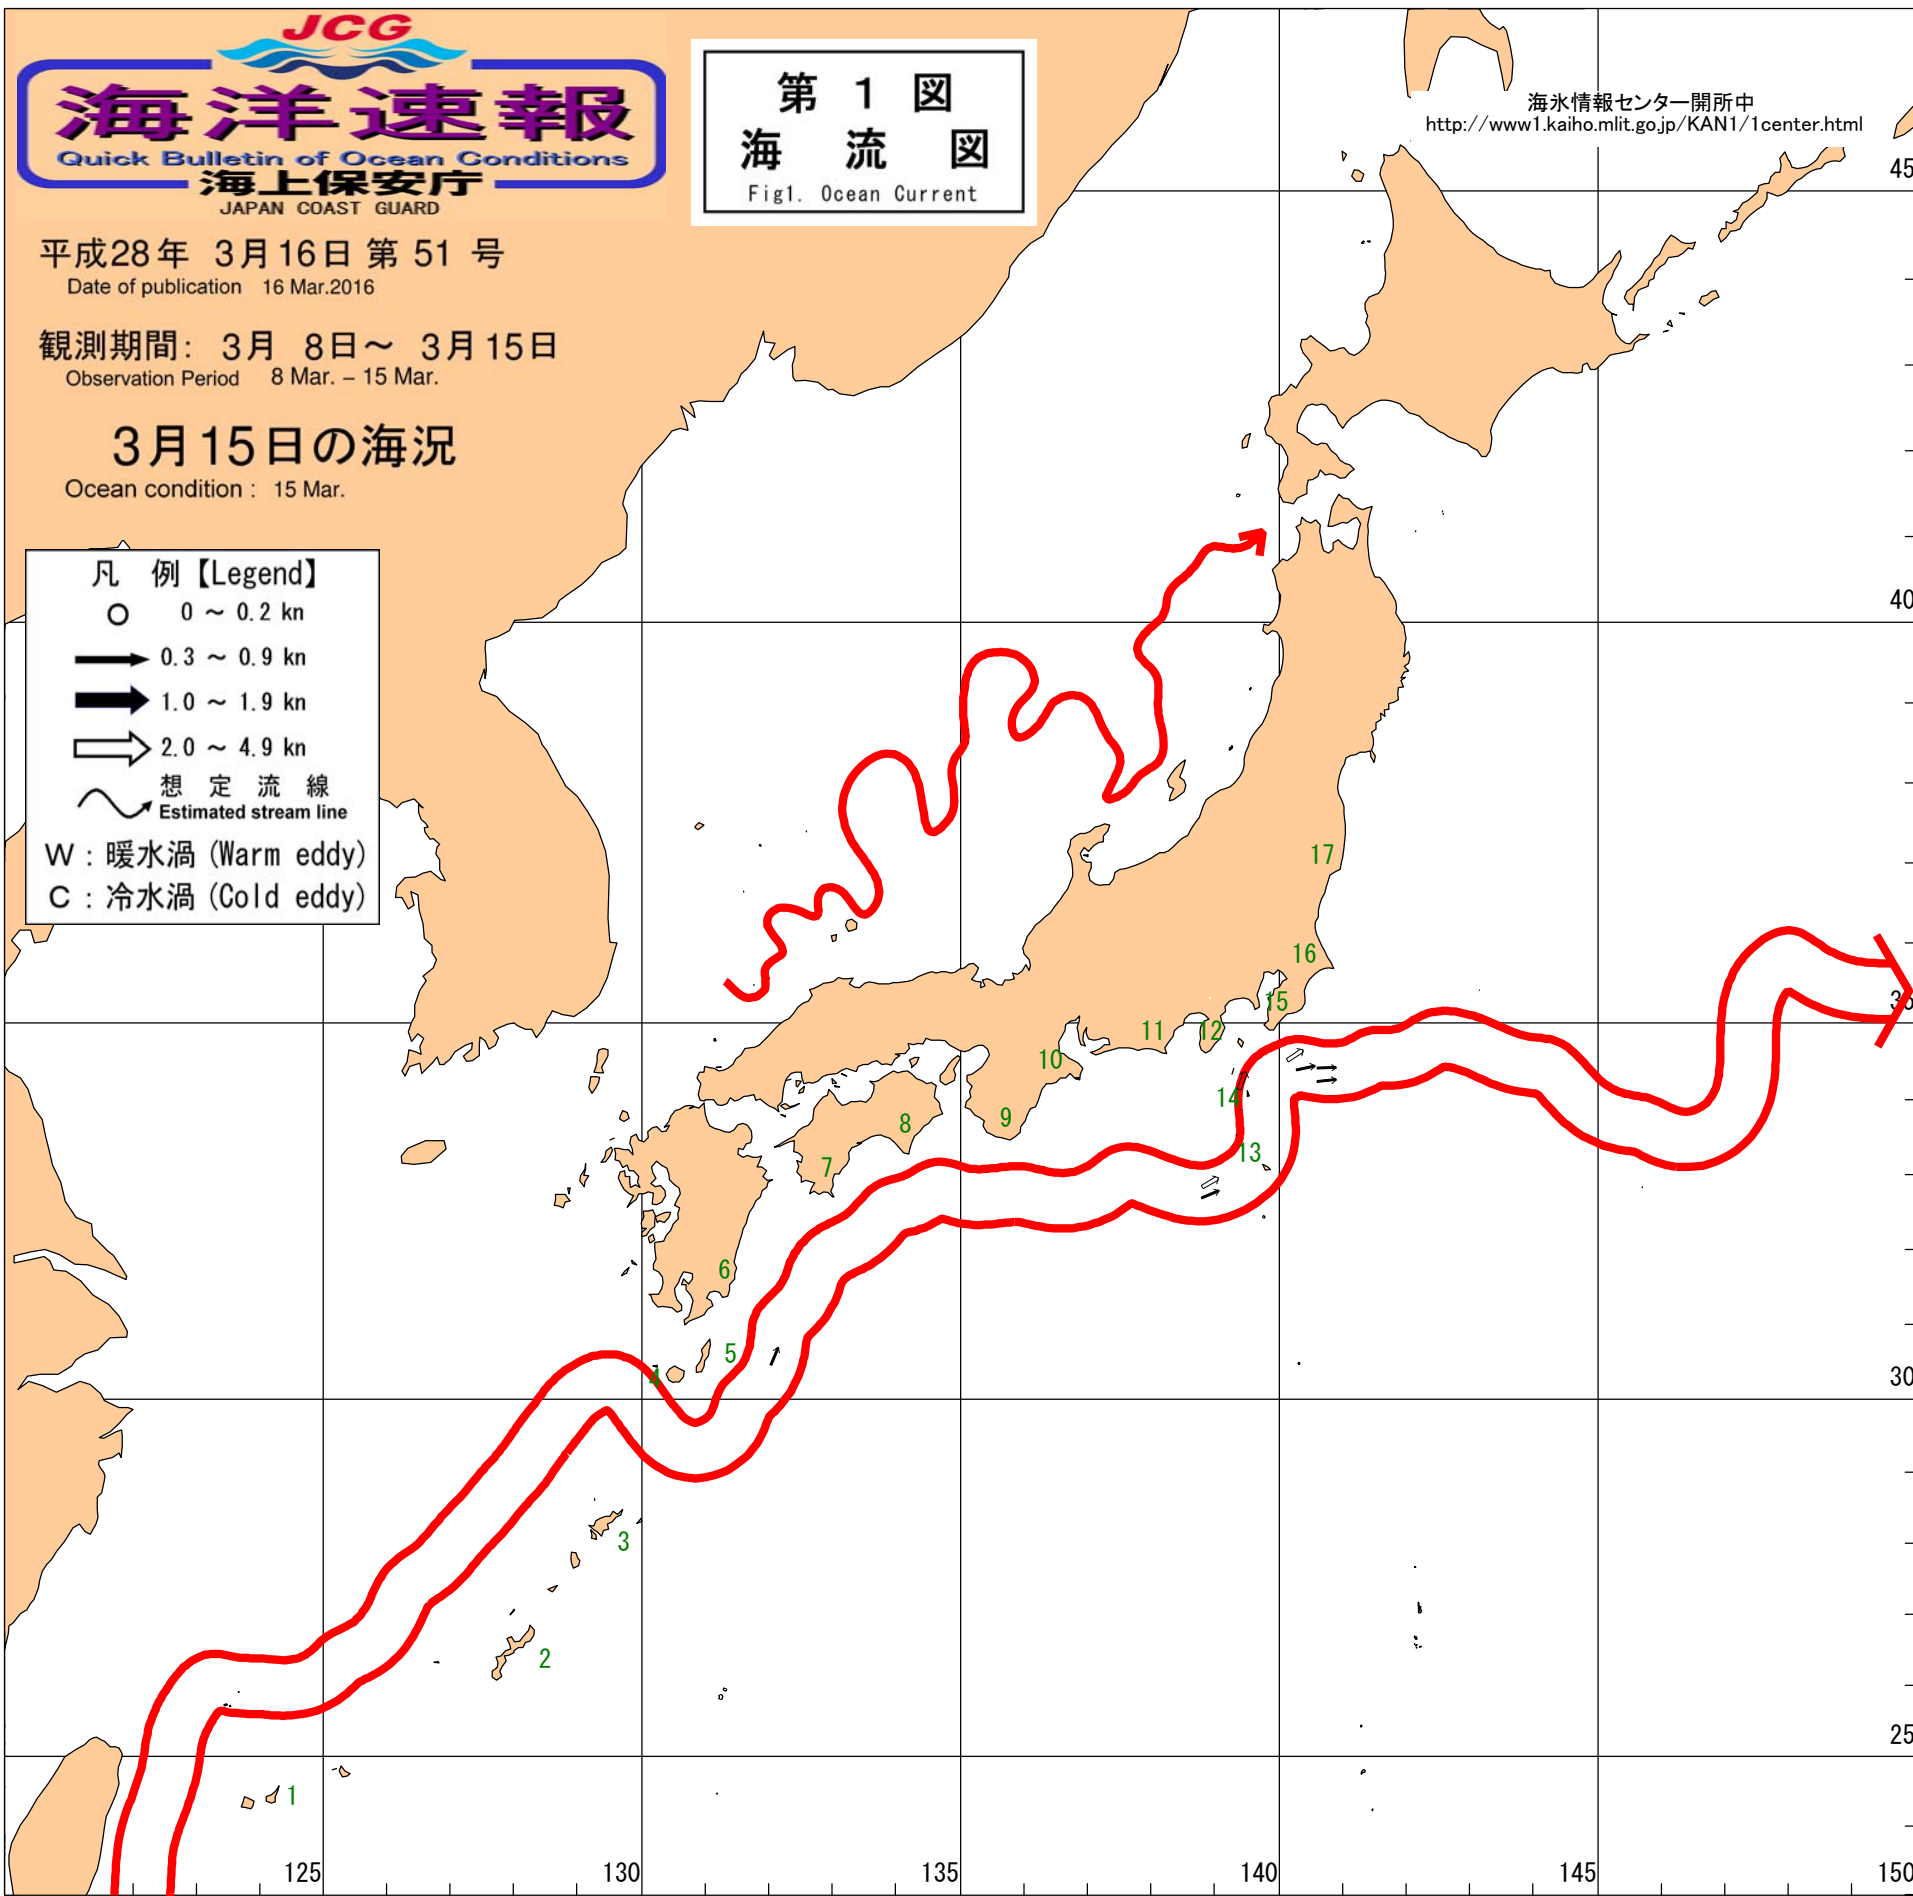 JCG
海洋速報
Quick Bulletin of Ocean Conditions
海上保安庁
JAPAN COAST GUARD
第 1 図
海 流 図
Fig1. Ocean Current
海氷情報センター開所中
http://www1.kaiho.mlit.go.jp/KAN1/1center.html
平成28年 3月16日 第 51 号
Date of publication 16 Mar.2016
観測期間: 3月 8日~ 3月15日
Observation Period 8 Mar. – 15 Mar.
3月15日の海況
Ocean condition : 15 Mar.
凡 例【Legend】
0 ~ 0.2 kn
0.3 ~ 0.9 kn
1.0 ~ 1.9 kn
2.0 ~ 4.9 kn
想 定 流 線
Estimated stream line
W : 暖水渦 (Warm eddy)
C : 冷水渦 (Cold eddy)
45
40
17
16
35
15
12
11
10
14
9
8
13
7
6
5
4
30
3
2
25
1
125
130
135
140
145
150